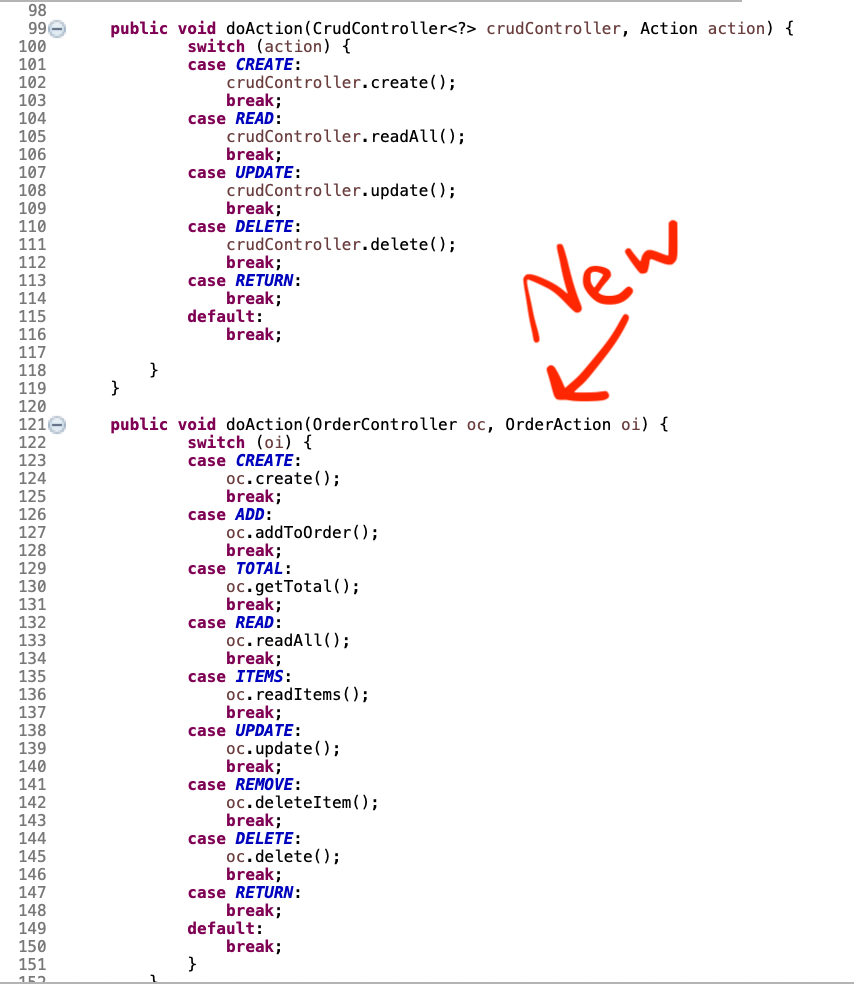 98
99 public void doAction(CrudController<?> crudController, Action action) {
100 switch (action) {
101 case CREATE:
102 crudController.create();
103 break;
104 case READ:
105 crudController.readAll();
106 break;
107 case UPDATE:
108 crudController.update();
109 break;
110 case DELETE:
111 crudController.delete();
112 break;
113 case RETURN:
114 break;
115 default:
116 break;
117
118 }
119 }
New
120
121 public void doAction(OrderController oc, OrderAction oi) {
122 switch (oi) {
123 case CREATE:
124 oc.create();
125 break;
126 case ADD:
127 oc.addToOrder();
128 break;
129 case TOTAL:
130 oc.getTotal();
131 break;
132 case READ:
133 oc.readAll();
134 break;
135 case ITEMS:
136 oc.readItems();
137 break;
138 case UPDATE:
139 oc.update();
140 break;
141 case REMOVE:
142 oc.deleteItem();
143 break;
144 case DELETE:
145 oc.delete();
146 break;
147 case RETURN:
148 break;
149 default:
150 break;
151 }
152 }